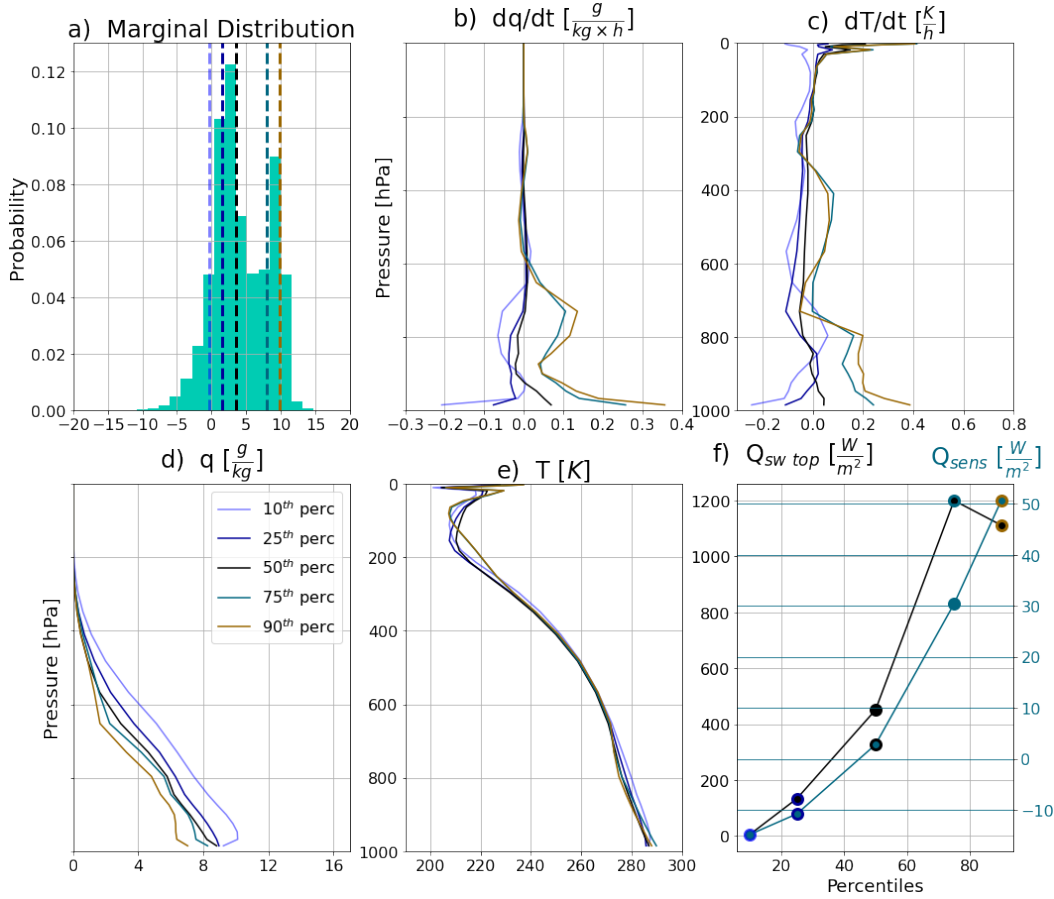 a) Marginal Distribution
b) dq/dt [g/kg × h]
c) dT/dt [K/h]
Probability
0.12
0.10
0.08
0.06
0.04
0.02
0.00
−20 −15 −10 −5 0 5 10 15 20
Pressure [hPa]
−0.3 −0.2 −0.1 0.0 0.1 0.2 0.3 0.4
0
200
400
600
800
1000
−0.2 0.0 0.2 0.4 0.6 0.8
d) q [g/kg]
e) T [K]
f) Q_sw top [W/m²]
Q_sens [W/m²]
Pressure [hPa]
10th perc
25th perc
50th perc
75th perc
90th perc
0 4 8 12 16
0
200
400
600
800
1000
200 220 240 260 280 300
1200
1000
800
600
400
200
0
50
40
30
20
10
0
−10
20 40 60 80
Percentiles